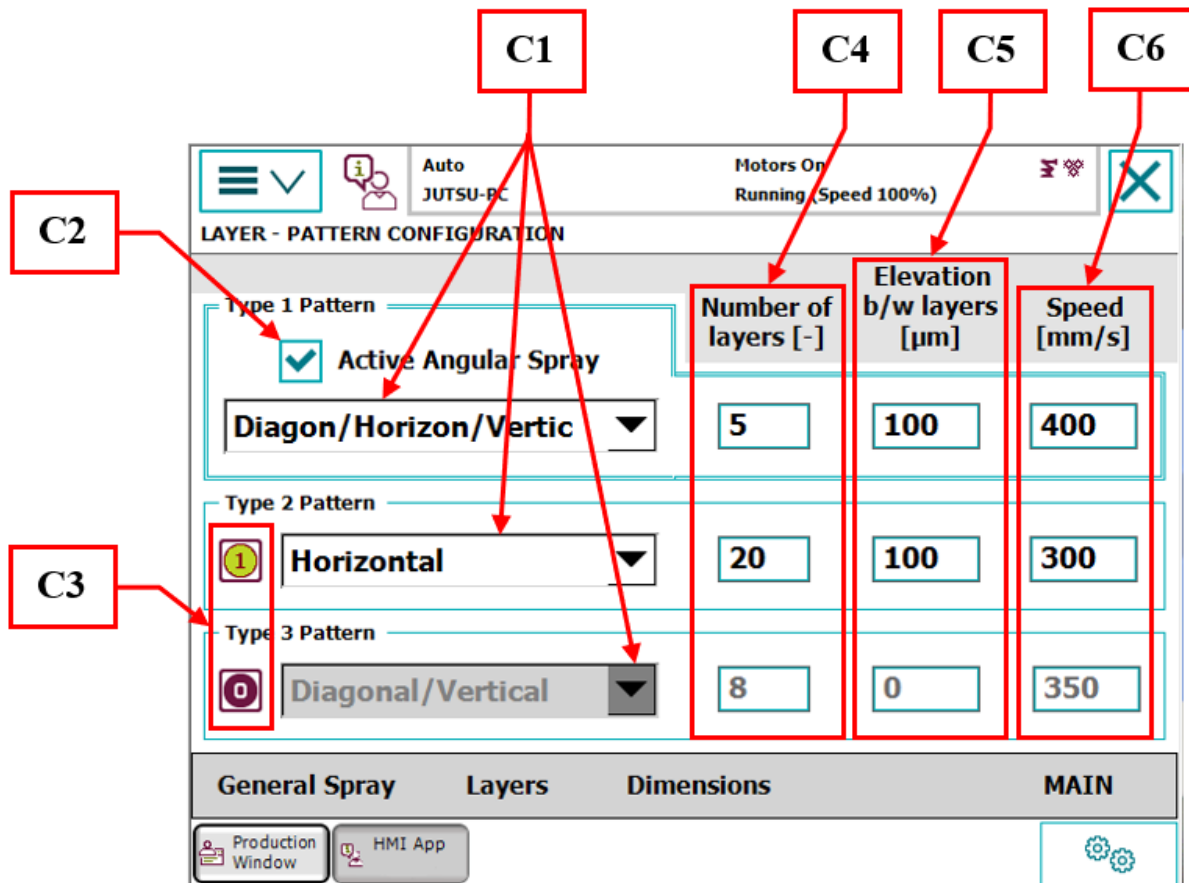 C1
C4
C5
C6
C2
C3
Auto
JUTSU-PC
Motors On
Running (Speed 100%)
LAYER - PATTERN CONFIGURATION
Number of
layers [-]
Elevation
b/w layers
[µm]
Speed
[mm/s]
Type 1 Pattern
Active Angular Spray
Diagon/Horizon/Vertic
5
100
400
Type 2 Pattern
1
Horizontal
20
100
300
Type 3 Pattern
0
Diagonal/Vertical
8
0
350
General Spray
Layers
Dimensions
MAIN
Production
Window
HMI App